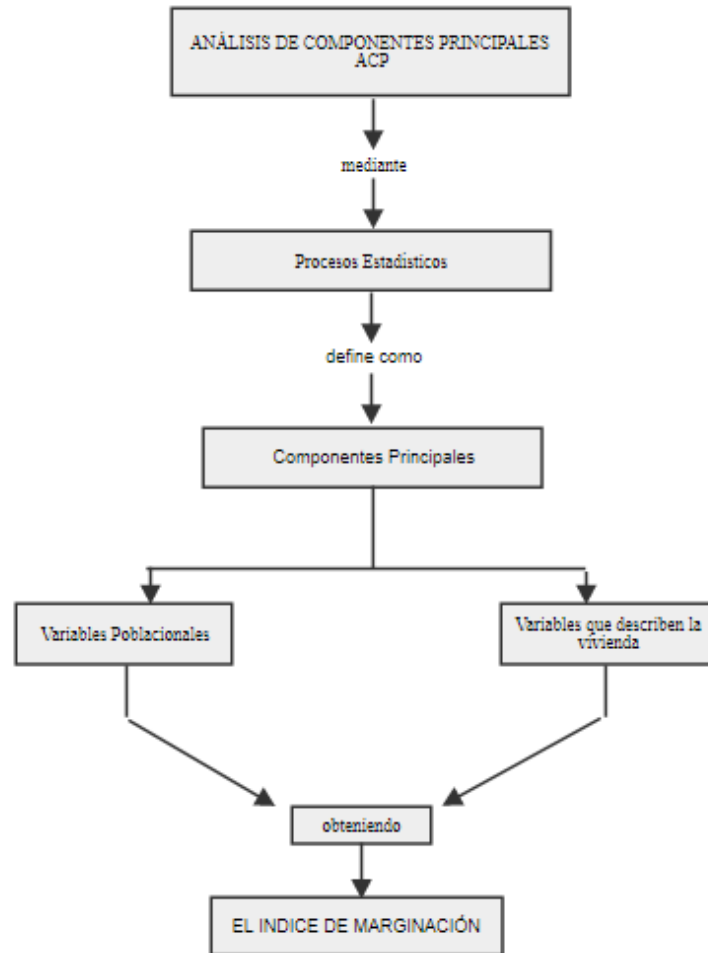 ANÁLISIS DE COMPONENTES PRINCIPALES
ACP
mediante
Procesos Estadísticos
define como
Componentes Principales
Variables Poblacionales
Variables que describen la
vivienda
obteniendo
EL INDICE DE MARGINACIÓN